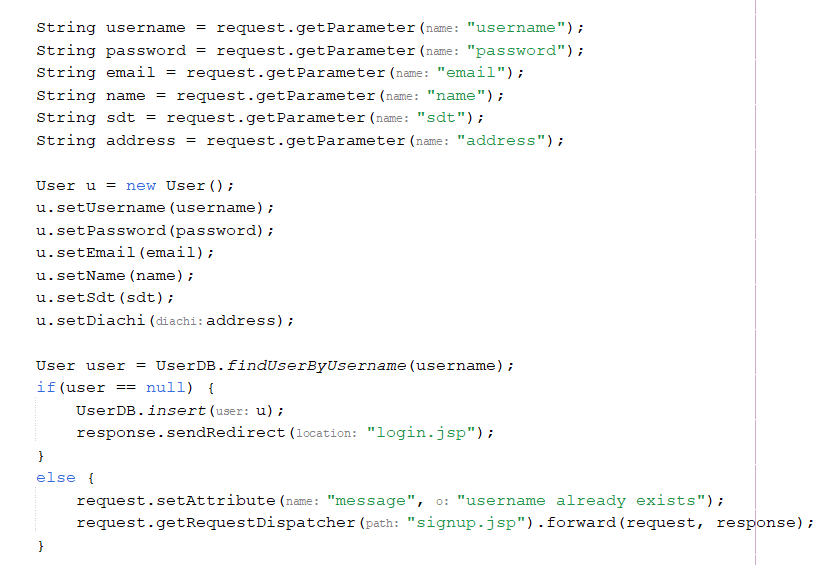 String username = request.getParameter(name: "username");
String password = request.getParameter(name: "password");
String email = request.getParameter(name: "email");
String name = request.getParameter(name: "name");
String sdt = request.getParameter(name: "sdt");
String address = request.getParameter(name: "address");

User u = new User();
u.setUsername(username);
u.setPassword(password);
u.setEmail(email);
u.setName(name);
u.setSdt(sdt);
u.setDiachi(diachi: address);

User user = UserDB.findUserByUsername(username);
if(user == null) {
    UserDB.insert(user: u);
    response.sendRedirect(location: "login.jsp");
}
else {
    request.setAttribute(name: "message", o: "username already exists");
    request.getRequestDispatcher(path: "signup.jsp").forward(request, response);
}